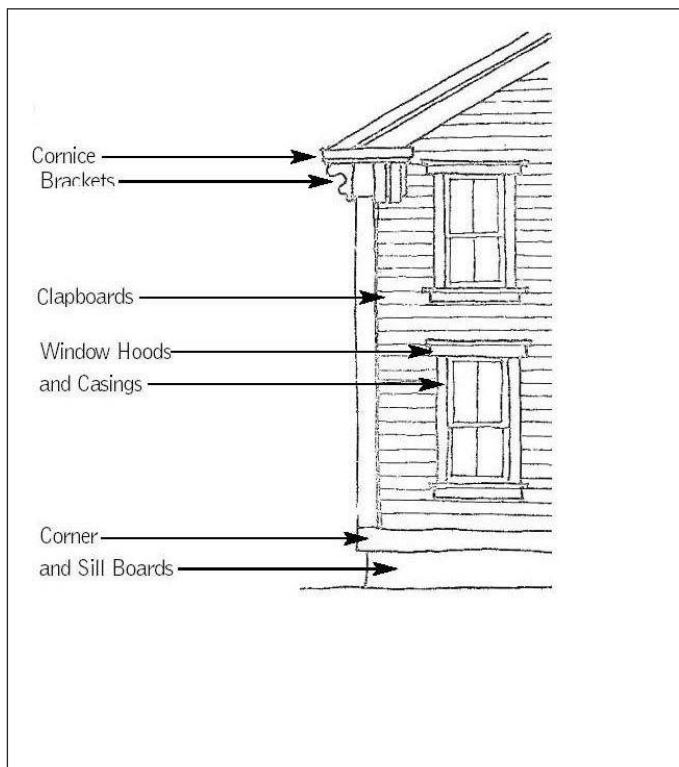 Cornice
Brackets
Clapboards
Window Hoods
and Casings
Corner
and Sill Boards